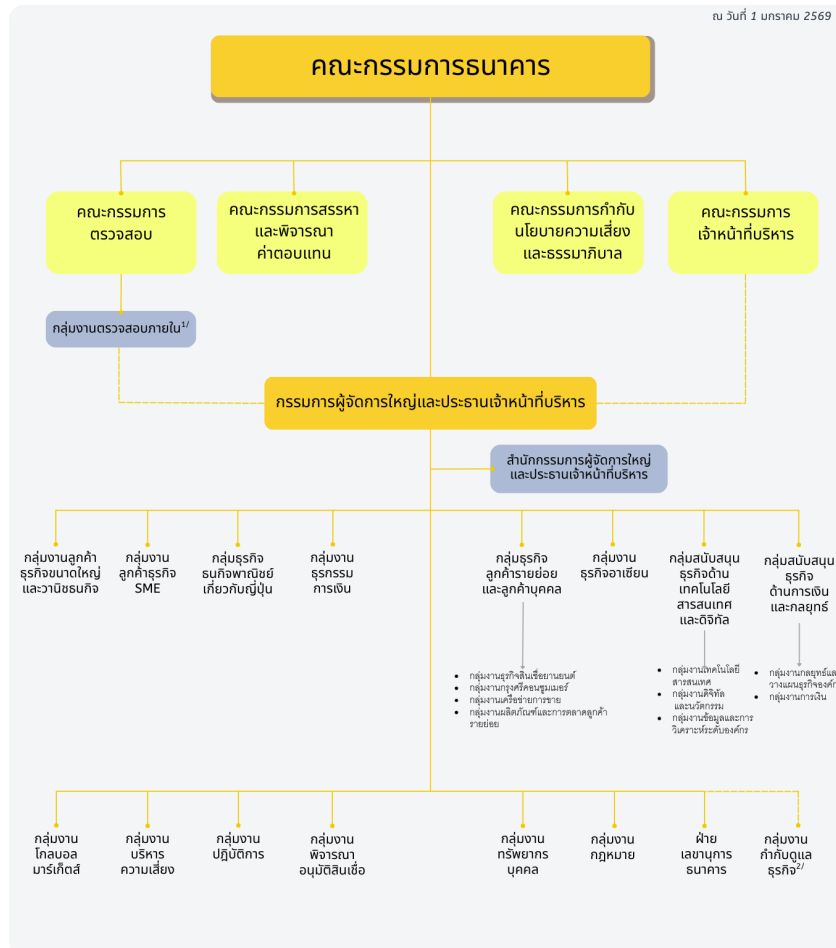 ณ วันที่ 1 มกราคม 2569
คณะกรรมการธนาคาร
คณะกรรมการ
ตรวจสอบ
คณะกรรมการสรรหา
และพิจารณา
ค่าตอบแทน
คณะกรรมการกำกับ
นโยบายความเสี่ยง
และธรรมาภิบาล
คณะกรรมการ
เจ้าหน้าที่บริหาร
กลุ่มงานตรวจสอบภายใน1/
กรรมการผู้จัดการใหญ่และประธานเจ้าหน้าที่บริหาร
สำนักกรรมการผู้จัดการใหญ่
และประธานเจ้าหน้าที่บริหาร
กลุ่มงานลูกค้า
ธุรกิจขนาดใหญ่
และวานิชธนกิจ
กลุ่มงาน
ลูกค้าธุรกิจ
SME
กลุ่มธุรกิจ
ธนกิจพาณิชย์
เกี่ยวกับญี่ปุ่น
กลุ่มงาน
ธุรกรรม
การเงิน
กลุ่มธุรกิจ
ลูกค้ารายย่อย
และลูกค้าบุคคล
กลุ่มงาน
ธุรกิจอาเซียน
กลุ่มสนับสนุน
ธุรกิจด้าน
เทคโนโลยี
สารสนเทศ
และดิจิทัล
กลุ่มสนับสนุน
ธุรกิจ
ด้านการเงิน
และกลยุทธ์
• กลุ่มงานธุรกิจสินเชื่อยานยนต์
• กลุ่มงานกรุงศรีคอนซูมเมอร์
• กลุ่มงานเครือข่ายการขาย
• กลุ่มงานผลิตภัณฑ์และการตลาดลูกค้า
รายย่อย
• กลุ่มงานเทคโนโลยี
สารสนเทศ
• กลุ่มงานดิจิทัล
และนวัตกรรม
• กลุ่มงานข้อมูลและการ
วิเคราะห์ระดับองค์กร
• กลุ่มงานกลยุทธ์และ
วางแผนธุรกิจองค์ก
• กลุ่มงานการเงิน
กลุ่มงาน
โกลบอล
มาร์เก็ตส์
กลุ่มงาน
บริหาร
ความเสี่ยง
กลุ่มงาน
ปฏิบัติการ
กลุ่มงาน
พิจารณา
อนุมัติสินเชื่อ
กลุ่มงาน
ทรัพยากร
บุคคล
กลุ่มงาน
กฎหมาย
ฝ่าย
เลขานุการ
ธนาคาร
กลุ่มงาน
กำกับดูแล
ธุรกิจ2/